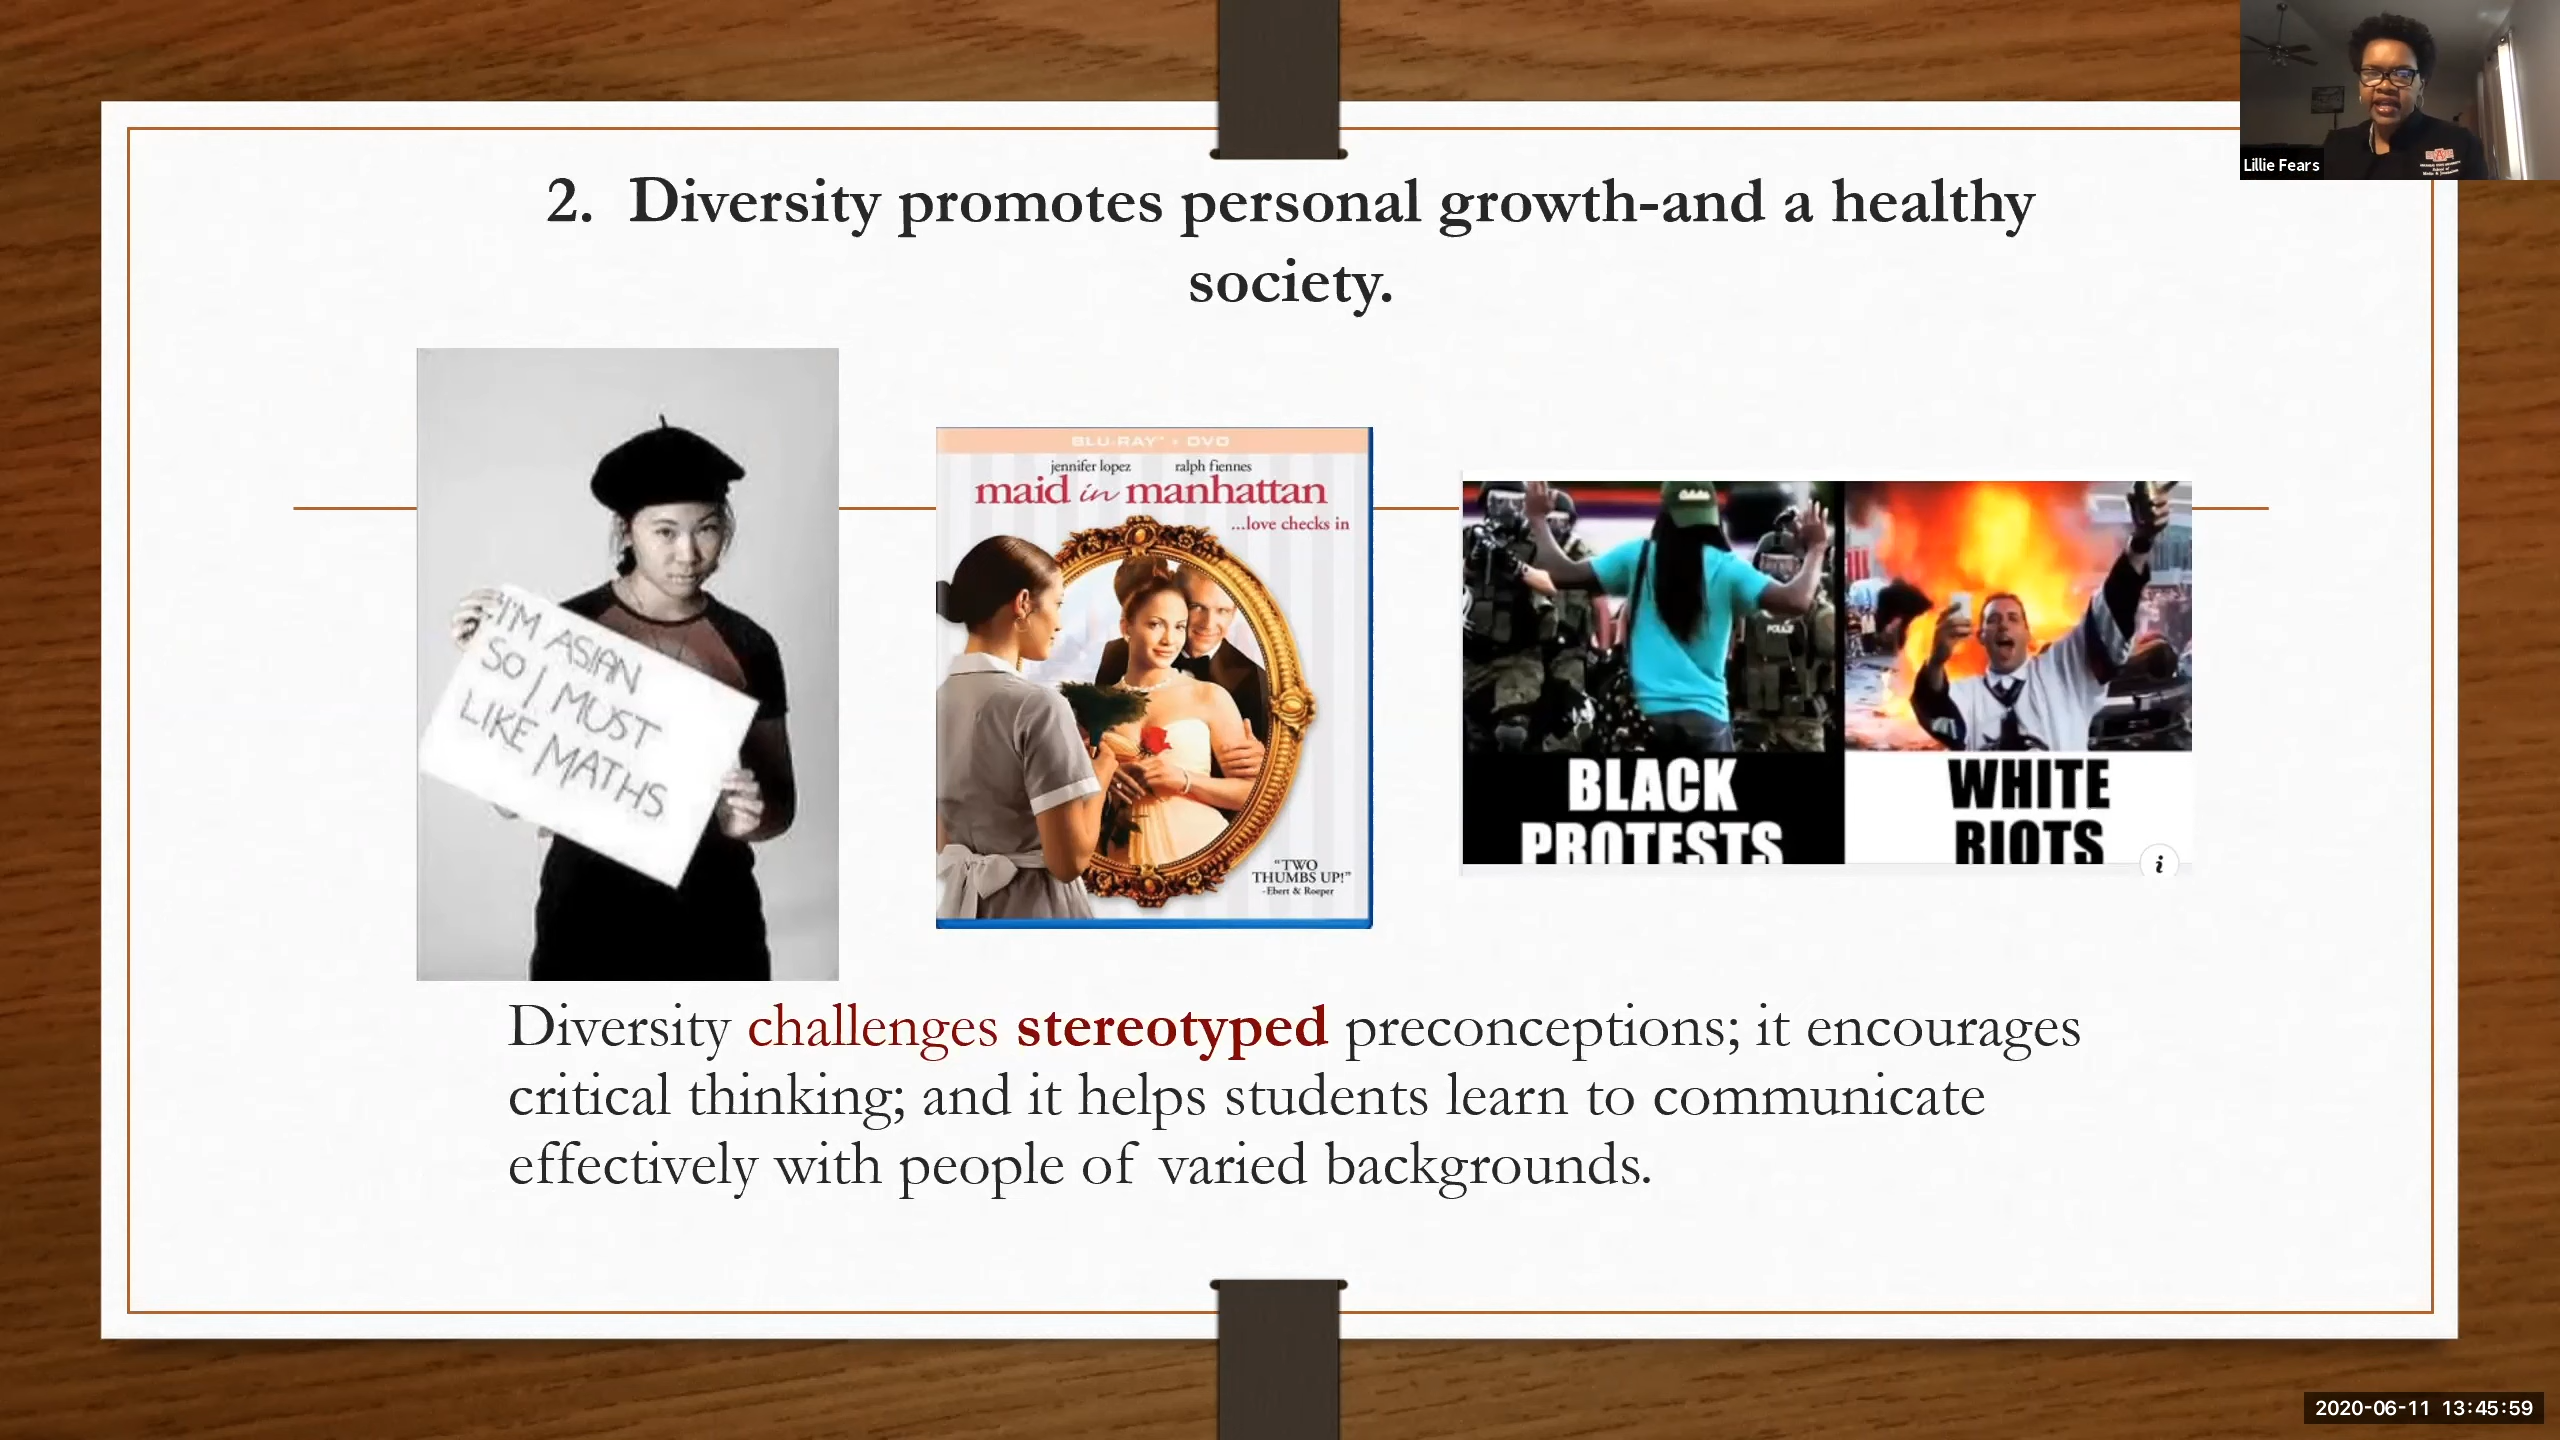 Lillie Fears
2. Diversity promotes personal growth-and a healthy
society.
I'M ASIAN
SO I MUST
LIKE MATHS
BLU-RAY™ + DVD
jennifer lopez ralph fiennes
maid in manhattan
...love checks in
"TWO
THUMBS UP!"
-Ebert & Roeper
POLICE
BLACK
PROTESTS
WHITE
RIOTS
i
Diversity challenges stereotyped preconceptions; it encourages
critical thinking; and it helps students learn to communicate
effectively with people of varied backgrounds.
2020-06-11 13:45:59